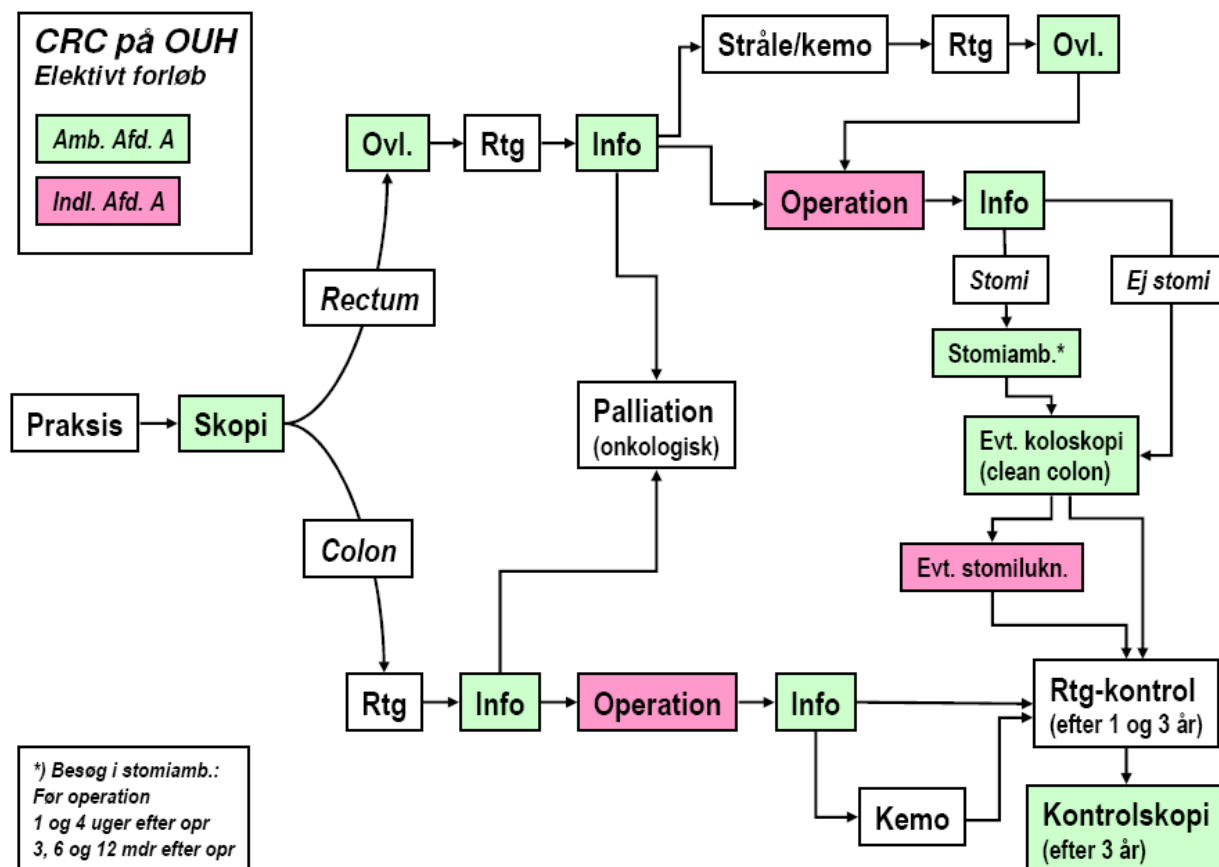 CRC på OUH
Elektivt forløb
Amb. Afd. A
Indl. Afd. A
Stråle/kemo
Rtg
Ovl.
Ovl.
Rtg
Info
Operation
Info
Rectum
Stomi
Ej stomi
Stomiamb.*
Praksis
Skopi
Palliation
(onkologisk)
Evt. koloskopi
(clean colon)
Colon
Evt. stomilukn.
Rtg
Info
Operation
Info
Rtg-kontrol
(efter 1 og 3 år)
Kemo
Kontrolskopi
(efter 3 år)
*) Besøg i stomiamb.:
Før operation
1 og 4 uger efter opr
3, 6 og 12 mdr efter opr